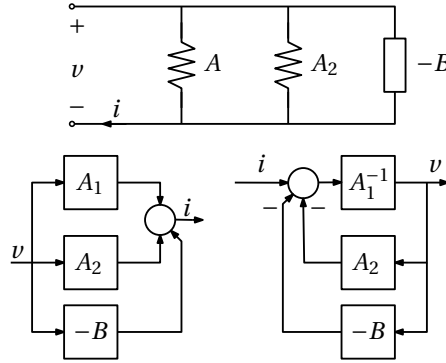 +
v A A₂ −B
−
i
A₁
i A₁⁻¹ v
i
− −
v A₂
A₂
−B
−B